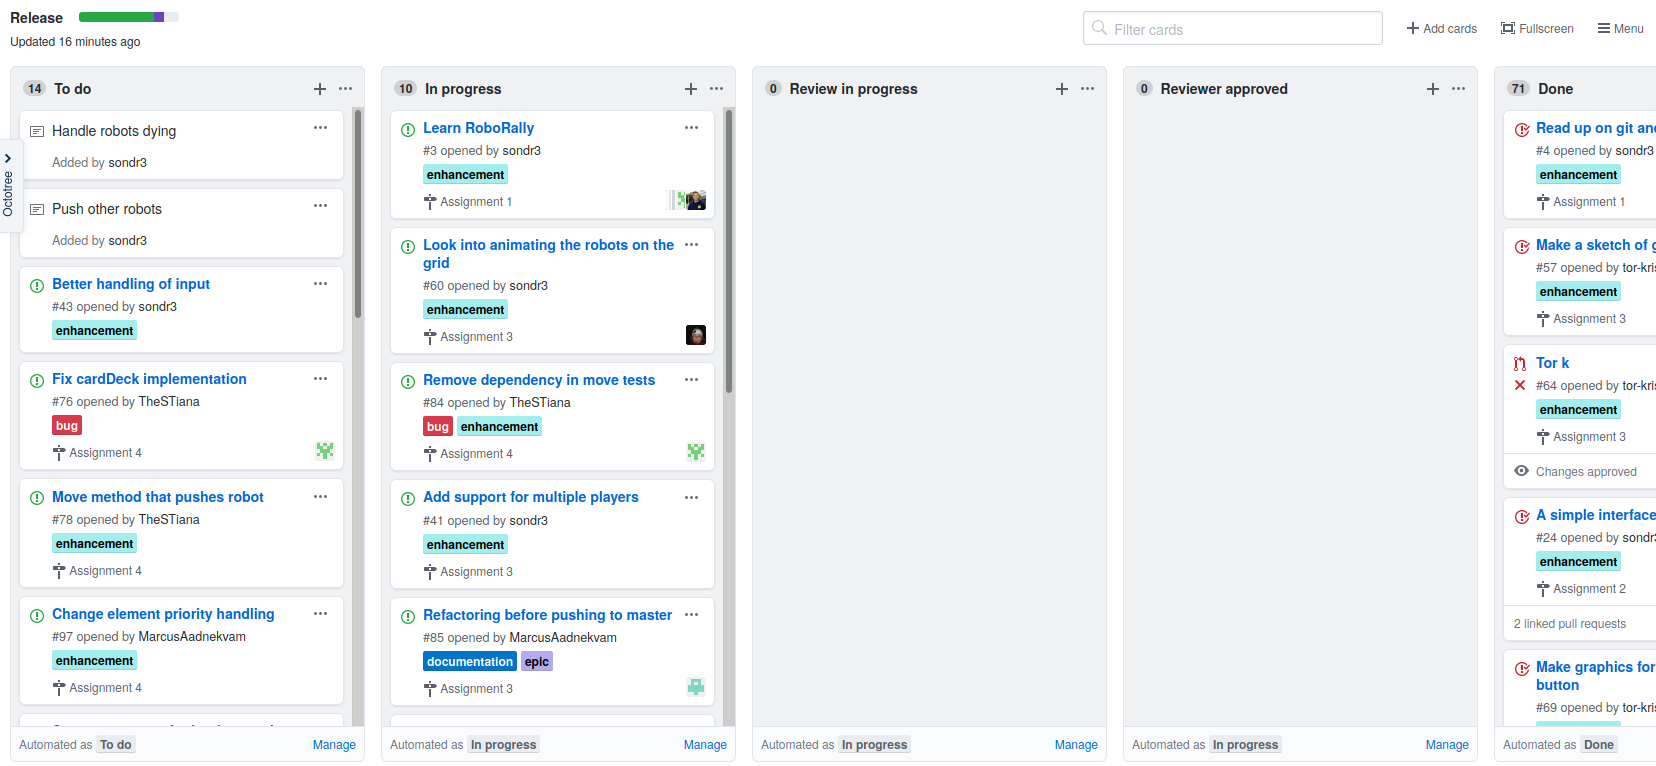 Release
Updated 16 minutes ago
Filter cards
Add cards
Fullscreen
Menu
Octotree
14 To do
Handle robots dying
Added by sondr3
Push other robots
Added by sondr3
Better handling of input
#43 opened by sondr3
enhancement
Fix cardDeck implementation
#76 opened by TheSTiana
bug
Assignment 4
Move method that pushes robot
#78 opened by TheSTiana
enhancement
Assignment 4
Change element priority handling
#97 opened by MarcusAadnekvam
enhancement
Assignment 4
Automated as To do
Manage
10 In progress
Learn RoboRally
#3 opened by sondr3
enhancement
Assignment 1
Look into animating the robots on the
grid
#60 opened by sondr3
enhancement
Assignment 3
Remove dependency in move tests
#84 opened by TheSTiana
bug enhancement
Assignment 4
Add support for multiple players
#41 opened by sondr3
enhancement
Assignment 3
Refactoring before pushing to master
#85 opened by MarcusAadnekvam
documentation epic
Assignment 3
Automated as In progress
Manage
0 Review in progress
Automated as In progress
Manage
0 Reviewer approved
Automated as In progress
Manage
71 Done
Read up on git and
#4 opened by sondr3
enhancement
Assignment 1
Make a sketch of
#57 opened by tor-kris
enhancement
Assignment 3
Tor k
#64 opened by tor-kris
enhancement
Assignment 3
Changes approved
A simple interface
#24 opened by sondr3
enhancement
Assignment 2
2 linked pull requests
Make graphics for
button
#69 opened by tor-kris
Automated as Done